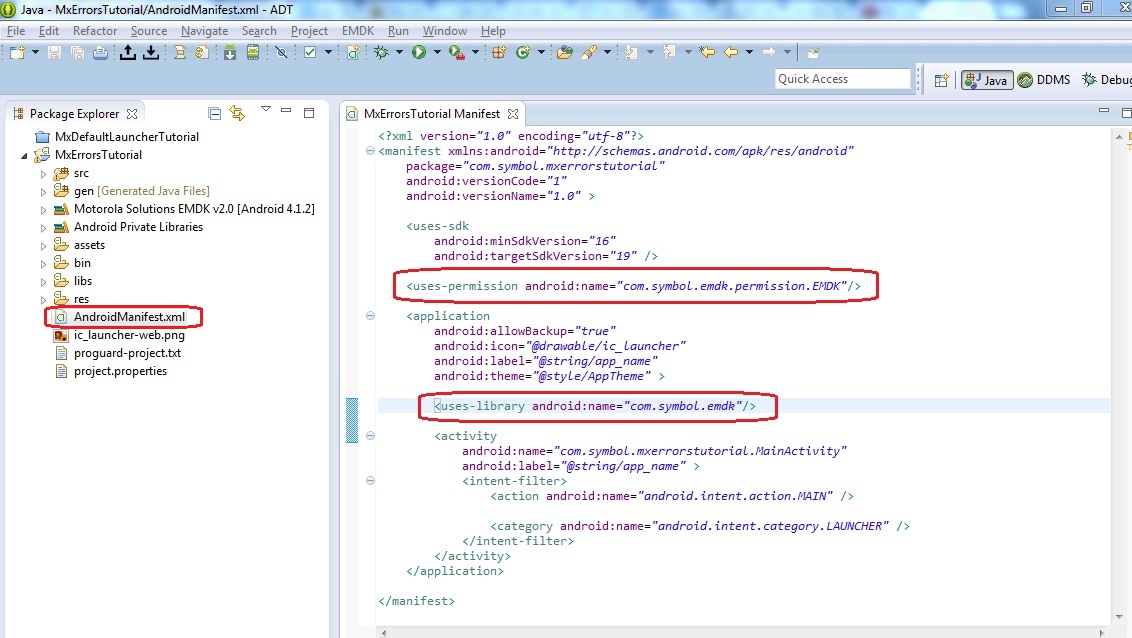 Java - MxErrorsTutorial/AndroidManifest.xml - ADT
File Edit Refactor Source Navigate Search Project EMDK Run Window Help
Quick Access
Java
DDMS
Debug
Package Explorer
MxDefaultLauncherTutorial
MxErrorsTutorial
src
gen [Generated Java Files]
Motorola Solutions EMDK v2.0 [Android 4.1.2]
Android Private Libraries
assets
bin
libs
res
AndroidManifest.xml
ic_launcher-web.png
proguard-project.txt
project.properties
MxErrorsTutorial Manifest
<?xml version="1.0" encoding="utf-8"?>
<manifest xmlns:android="http://schemas.android.com/apk/res/android"
package="com.symbol.mxerrorstutorial"
android:versionCode="1"
android:versionName="1.0" >
<uses-sdk
android:minSdkVersion="16"
android:targetSdkVersion="19" />
<uses-permission android:name="com.symbol.emdk.permission.EMDK"/>
<application
android:allowBackup="true"
android:icon="@drawable/ic_launcher"
android:label="@string/app_name"
android:theme="@style/AppTheme" >
<uses-library android:name="com.symbol.emdk"/>
<activity
android:name="com.symbol.mxerrorstutorial.MainActivity"
android:label="@string/app_name" >
<intent-filter>
<action android:name="android.intent.action.MAIN" />
<category android:name="android.intent.category.LAUNCHER" />
</intent-filter>
</activity>
</application>
</manifest>